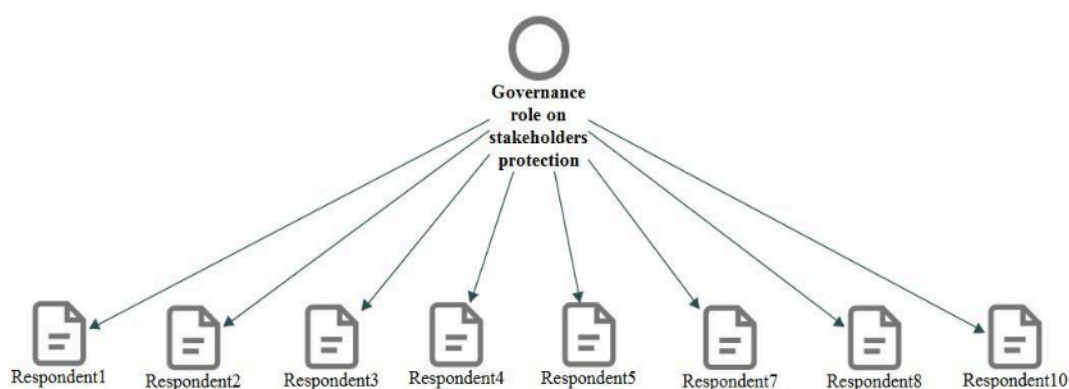 Governance
role on
stakeholders
protection
Respondent1
Respondent2
Respondent3
Respondent4
Respondent5
Respondent7
Respondent8
Respondent10